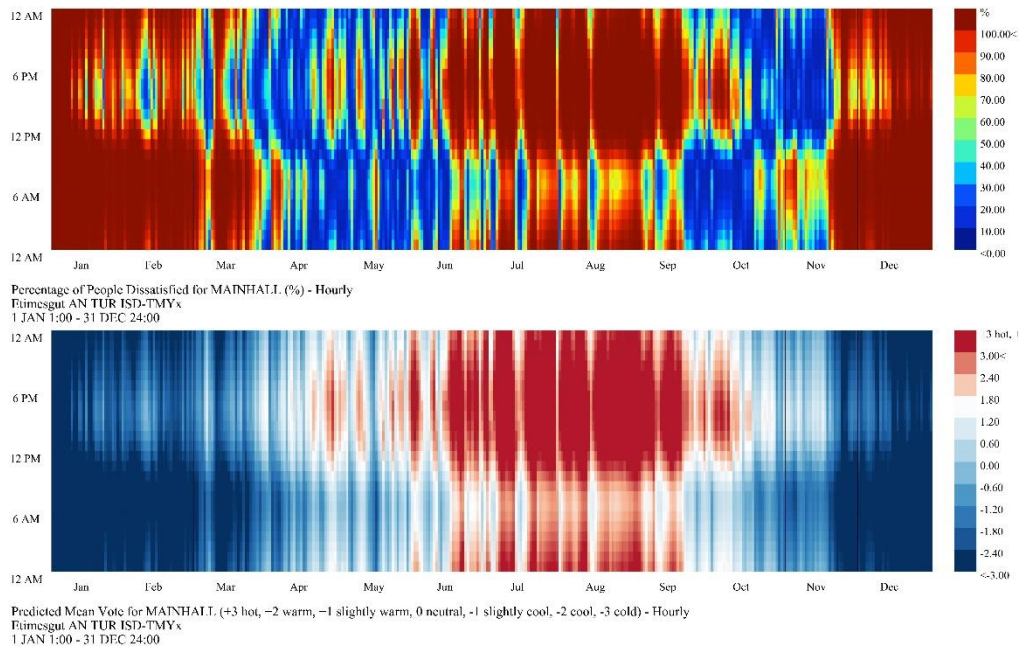 12 AM
6 PM
12 PM
6 AM
12 AM
Jan Feb Mar Apr May Jun Jul Aug Sep Oct Nov Dec
%
100.00<
90.00
80.00
70.00
60.00
50.00
40.00
30.00
20.00
10.00
<0.00
Percentage of People Dissatisfied for MAINHALL (%) - Hourly
Etimesgut AN TUR ISD-TMYx
1 JAN 1:00 - 31 DEC 24:00
12 AM
6 PM
12 PM
6 AM
12 AM
Jan Feb Mar Apr May Jun Jul Aug Sep Oct Nov Dec
3 hot,
3.00<
2.40
1.80
1.20
0.60
0.00
-0.60
-1.20
-1.80
-2.40
<-3.00
Predicted Mean Vote for MAINHALL (+3 hot, +2 warm, +1 slightly warm, 0 neutral, -1 slightly cool, -2 cool, -3 cold) - Hourly
Etimesgut AN TUR ISD-TMYx
1 JAN 1:00 - 31 DEC 24:00